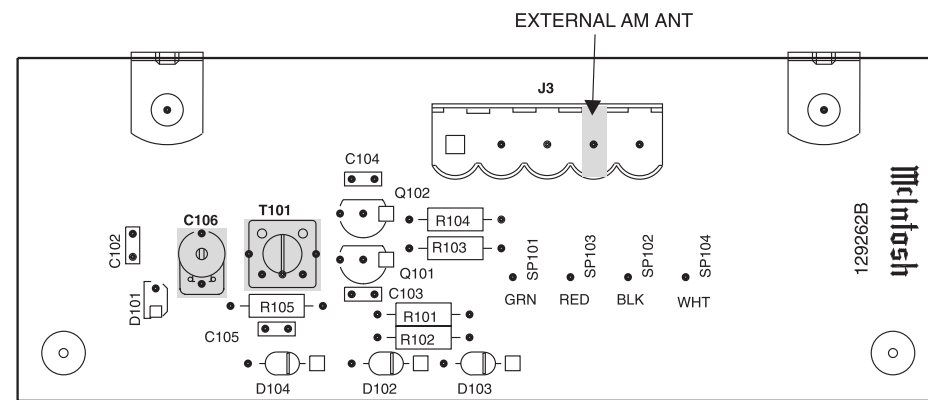 EXTERNAL AM ANT
J3
C104
Q102
C106
T101
R104
C102
R103
SP101
SP103
SP102
SP104
129262B
McIntosh
Q101
D101
C103
GRN
RED
BLK
WHT
R105
R101
C105
R102
D104
D102
D103